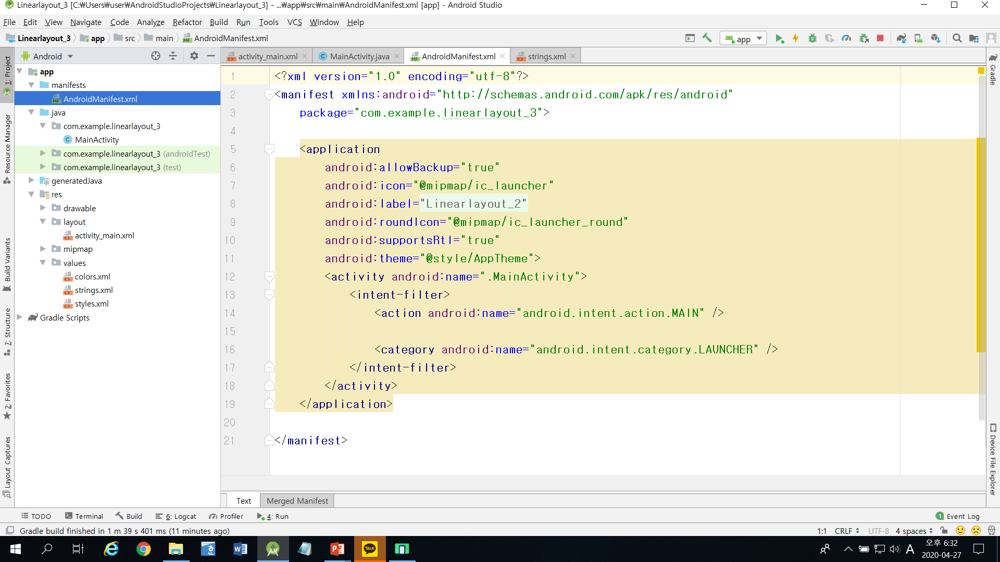 Linearlayout_3 [C:₩Users₩user₩AndroidStudioProjects₩Linearlayout_3] - ...₩app₩src₩main₩AndroidManifest.xml [app] - Android Studio
File Edit View Navigate Code Analyze Refactor Build Run Tools VCS Window Help
Linearlayout_3 app src main AndroidManifest.xml app
Android
activity_main.xml MainActivity.java AndroidManifest.xml strings.xml
1: Project
Resource Manager
Build Variants
7: Structure
2: Favorites
Layout Captures
app
manifests
AndroidManifest.xml
java
com.example.linearlayout_3
MainActivity
com.example.linearlayout_3 (androidTest)
com.example.linearlayout_3 (test)
generatedJava
res
drawable
layout
activity_main.xml
mipmap
values
colors.xml
strings.xml
styles.xml
Gradle Scripts
1 <?xml version="1.0" encoding="utf-8"?>
2 <manifest xmlns:android="http://schemas.android.com/apk/res/android"
3 package="com.example.linearlayout_3">
4
5 <application
6 android:allowBackup="true"
7 android:icon="@mipmap/ic_launcher"
8 android:label="Linearlayout_2"
9 android:roundIcon="@mipmap/ic_launcher_round"
10 android:supportsRtl="true"
11 android:theme="@style/AppTheme">
12 <activity android:name=".MainActivity">
13 <intent-filter>
14 <action android:name="android.intent.action.MAIN" />
15
16 <category android:name="android.intent.category.LAUNCHER" />
17 </intent-filter>
18 </activity>
19 </application>
20
21 </manifest>
Gradle
Device File Explorer
Text Merged Manifest
TODO Terminal Build 6: Logcat Profiler 4: Run 1 Event Log
Gradle build finished in 1 m 39 s 401 ms (11 minutes ago) 1:1 CRLF UTF-8 4 spaces
TALK A 오후 6:32
2020-04-27